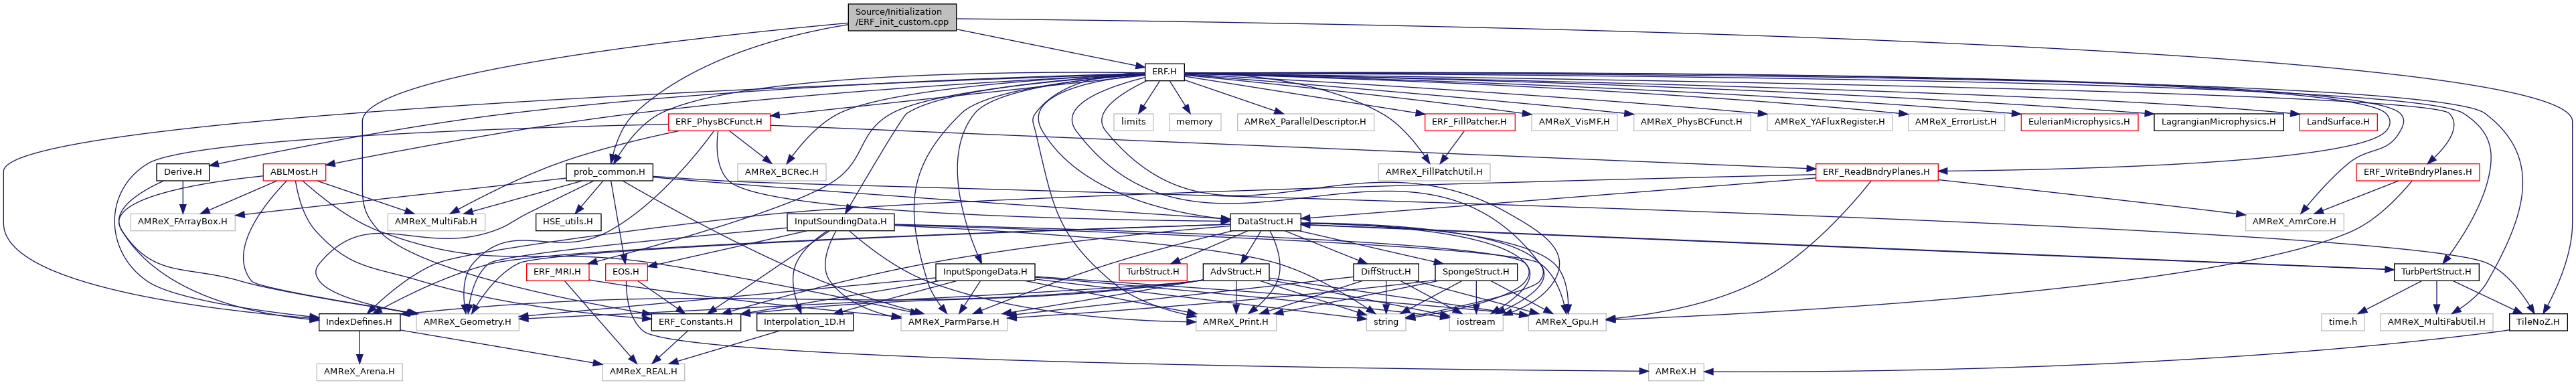 Source/Initialization
/ERF_init_custom.cpp
ERF.H
ERF_PhysBCFunct.H
limits
memory
AMReX_ParallelDescriptor.H
ERF_FillPatcher.H
AMReX_VisMF.H
AMReX_PhysBCFunct.H
AMReX_YAFluxRegister.H
AMReX_ErrorList.H
EulerianMicrophysics.H
LagrangianMicrophysics.H
LandSurface.H
Derive.H
ABLMost.H
prob_common.H
AMReX_BCRec.H
AMReX_FillPatchUtil.H
ERF_ReadBndryPlanes.H
ERF_WriteBndryPlanes.H
AMReX_FArrayBox.H
AMReX_MultiFab.H
HSE_utils.H
InputSoundingData.H
DataStruct.H
AMReX_AmrCore.H
ERF_MRI.H
EOS.H
InputSpongeData.H
TurbStruct.H
AdvStruct.H
DiffStruct.H
SpongeStruct.H
TurbPertStruct.H
IndexDefines.H
AMReX_Geometry.H
ERF_Constants.H
Interpolation_1D.H
AMReX_ParmParse.H
AMReX_Print.H
string
iostream
AMReX_Gpu.H
time.h
AMReX_MultiFabUtil.H
TileNoZ.H
AMReX_Arena.H
AMReX_REAL.H
AMReX.H